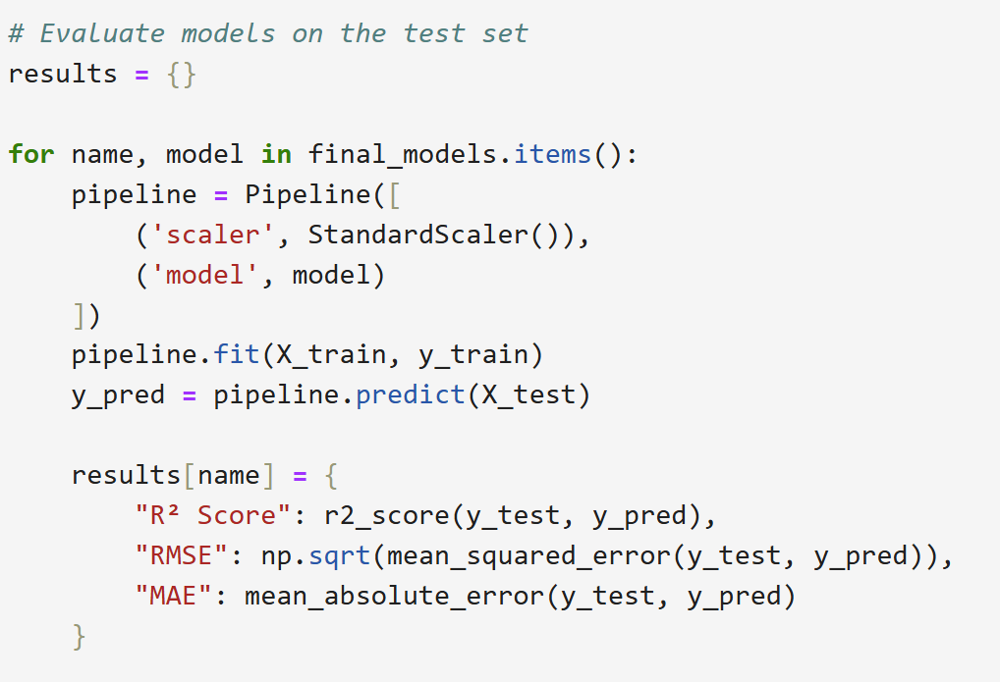 # Evaluate models on the test set
results = {}
for name, model in final_models.items():
    pipeline = Pipeline([
        ('scaler', StandardScaler()),
        ('model', model)
    ])
    pipeline.fit(X_train, y_train)
    y_pred = pipeline.predict(X_test)
    results[name] = {
        "R² Score": r2_score(y_test, y_pred),
        "RMSE": np.sqrt(mean_squared_error(y_test, y_pred)),
        "MAE": mean_absolute_error(y_test, y_pred)
    }